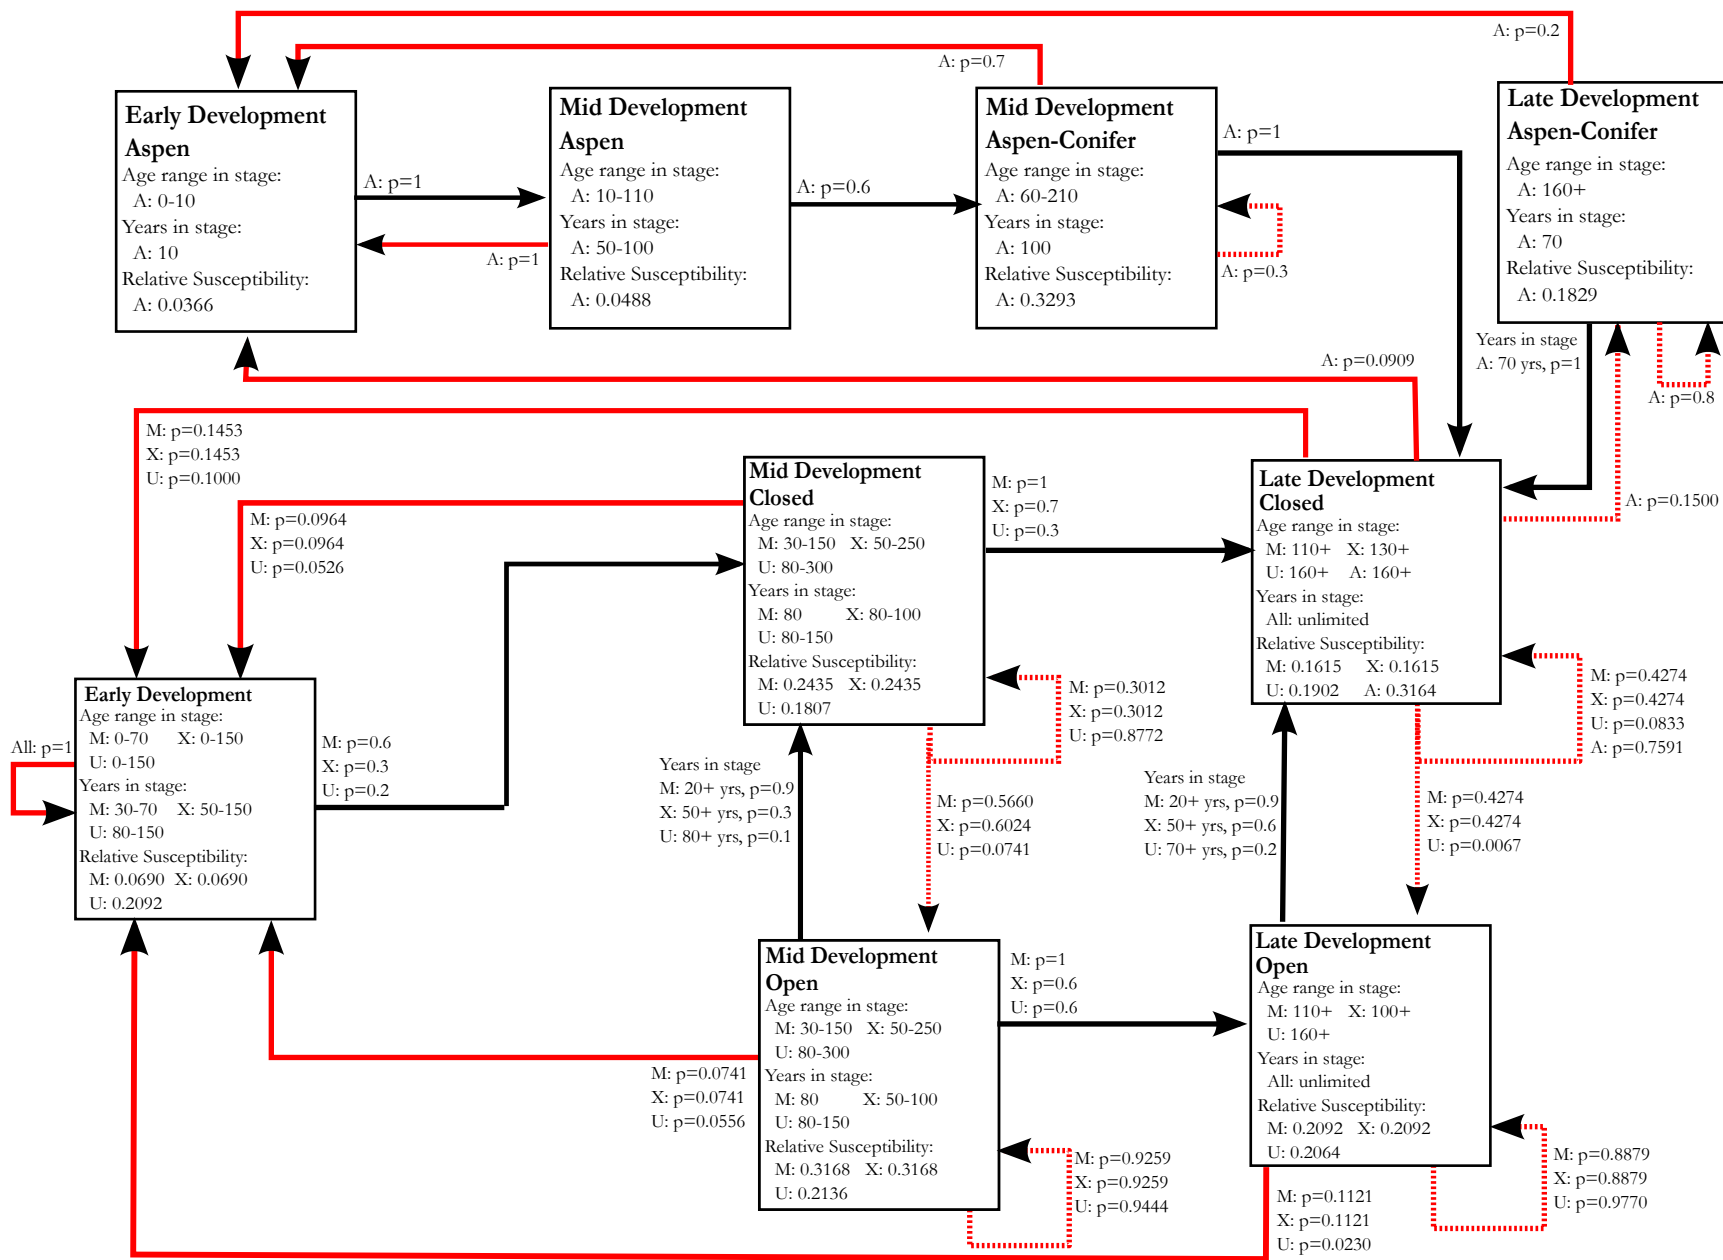 A: p=0.2
A: p=0.7
Early Development
Aspen
Age range in stage:
A: 0-10
Years in stage:
A: 10
Relative Susceptibility:
A: 0.0366
A: p=1
A: p=1
Mid Development
Aspen
Age range in stage:
A: 10-110
Years in stage:
A: 50-100
Relative Susceptibility:
A: 0.0488
A: p=0.6
Mid Development
Aspen-Conifer
Age range in stage:
A: 60-210
Years in stage:
A: 100
Relative Susceptibility:
A: 0.3293
A: p=1
A: p=0.3
Late Development
Aspen-Conifer
Age range in stage:
A: 160+
Years in stage:
A: 70
Relative Susceptibility:
A: 0.1829
Years in stage
A: 70 yrs, p=1
A: p=0.8
A: p=0.0909
A: p=0.1500
M: p=0.1453
X: p=0.1453
U: p=0.1000
M: p=0.0964
X: p=0.0964
U: p=0.0526
Mid Development
Closed
Age range in stage:
M: 30-150 X: 50-250
U: 80-300
Years in stage:
M: 80 X: 80-100
U: 80-150
Relative Susceptibility:
M: 0.2435 X: 0.2435
U: 0.1807
M: p=1
X: p=0.7
U: p=0.3
Late Development
Closed
Age range in stage:
M: 110+ X: 130+
U: 160+ A: 160+
Years in stage:
All: unlimited
Relative Susceptibility:
M: 0.1615 X: 0.1615
U: 0.1902 A: 0.3164
M: p=0.3012
X: p=0.3012
U: p=0.8772
M: p=0.4274
X: p=0.4274
U: p=0.0833
A: p=0.7591
All: p=1
Early Development
Age range in stage:
M: 0-70 X: 0-150
U: 0-150
Years in stage:
M: 30-70 X: 50-150
U: 80-150
Relative Susceptibility:
M: 0.0690 X: 0.0690
U: 0.2092
M: p=0.6
X: p=0.3
U: p=0.2
Years in stage
M: 20+ yrs, p=0.9
X: 50+ yrs, p=0.3
U: 80+ yrs, p=0.1
M: p=0.5660
X: p=0.6024
U: p=0.0741
Years in stage
M: 20+ yrs, p=0.9
X: 50+ yrs, p=0.6
U: 70+ yrs, p=0.2
M: p=0.4274
X: p=0.4274
U: p=0.0067
Mid Development
Open
Age range in stage:
M: 30-150 X: 50-250
U: 80-300
Years in stage:
M: 80 X: 50-100
U: 80-150
Relative Susceptibility:
M: 0.3168 X: 0.3168
U: 0.2136
M: p=1
X: p=0.6
U: p=0.6
Late Development
Open
Age range in stage:
M: 110+ X: 100+
U: 160+
Years in stage:
All: unlimited
Relative Susceptibility:
M: 0.2092 X: 0.2092
U: 0.2064
M: p=0.0741
X: p=0.0741
U: p=0.0556
M: p=0.9259
X: p=0.9259
U: p=0.9444
M: p=0.1121
X: p=0.1121
U: p=0.0230
M: p=0.8879
X: p=0.8879
U: p=0.9770